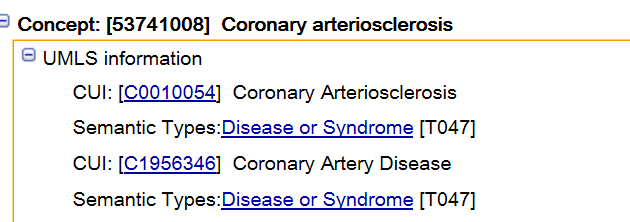 Concept: [53741008] Coronary arteriosclerosis
UMLS information
CUI: [C0010054] Coronary Arteriosclerosis
Semantic Types:Disease or Syndrome [T047]
CUI: [C1956346] Coronary Artery Disease
Semantic Types:Disease or Syndrome [T047]